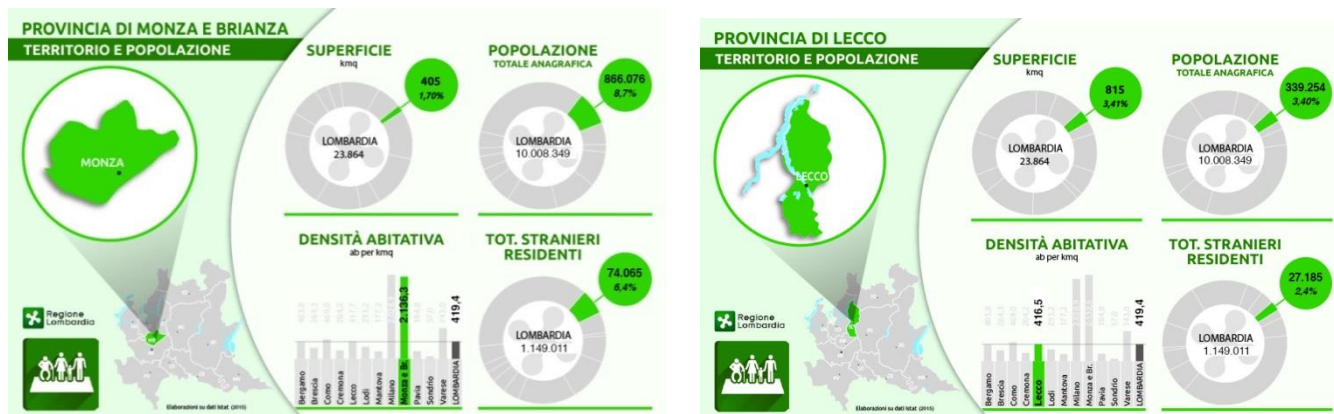 PROVINCIA DI MONZA E BRIANZA
TERRITORIO E POPOLAZIONE
MONZA
SUPERFICIE
kmq
405
1,70%
LOMBARDIA
23.864
POPOLAZIONE
TOTALE ANAGRAFICA
866.076
8,7%
LOMBARDIA
10.008.349
DENSITÀ ABITATIVA
ab per kmq
2.136,3
419,4
Bergamo
Brescia
Como
Cremona
Lecco
Lodi
Mantova
Milano
Monza e Br.
Pavia
Sondrio
Varese
LOMBARDIA
TOT. STRANIERI
RESIDENTI
74.065
6,4%
LOMBARDIA
1.149.011
Regione
Lombardia
Elaborazioni su dati Istat (2015)
PROVINCIA DI LECCO
TERRITORIO E POPOLAZIONE
LECCO
SUPERFICIE
kmq
815
3,41%
LOMBARDIA
23.864
POPOLAZIONE
TOTALE ANAGRAFICA
339.254
3,40%
LOMBARDIA
10.008.349
DENSITÀ ABITATIVA
ab per kmq
416,5
419,4
Bergamo
Brescia
Como
Cremona
Lecco
Lodi
Mantova
Milano
Monza e Br.
Pavia
Sondrio
Varese
LOMBARDIA
TOT. STRANIERI
RESIDENTI
27.185
2,4%
LOMBARDIA
1.149.011
Regione
Lombardia
Elaborazioni su dati Istat (2015)